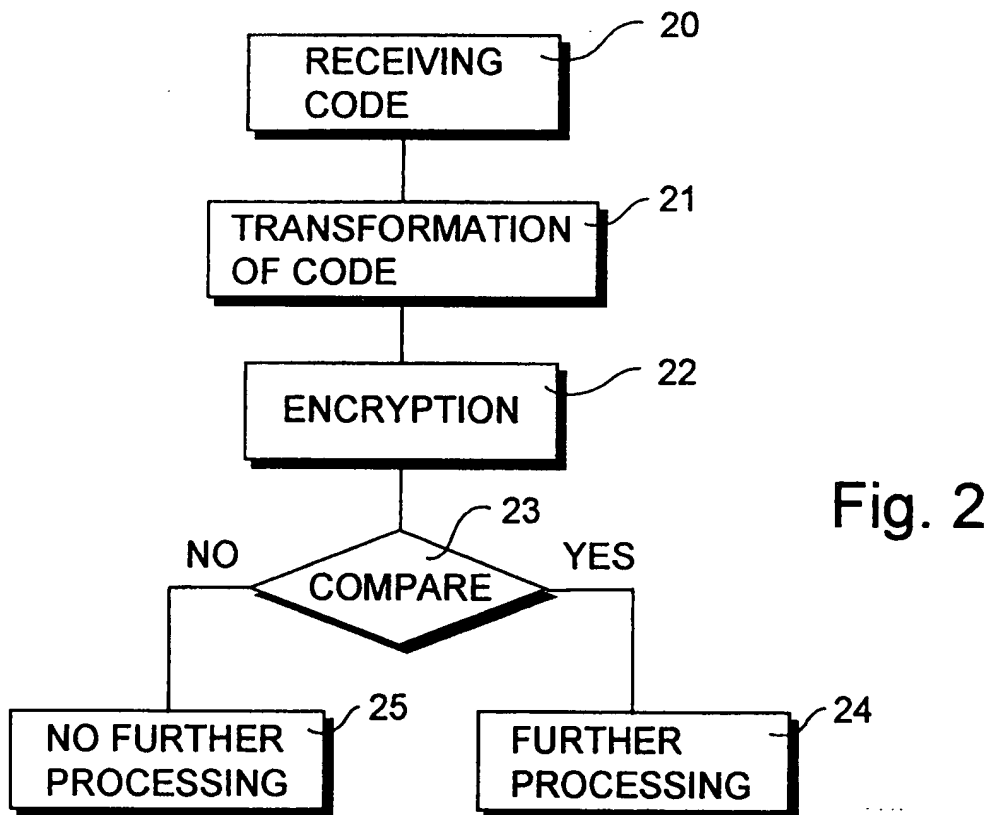 20
RECEIVING
CODE
21
TRANSFORMATION
OF CODE
22
ENCRYPTION
Fig. 2
23
NO
YES
COMPARE
25
24
NO FURTHER
PROCESSING
FURTHER
PROCESSING